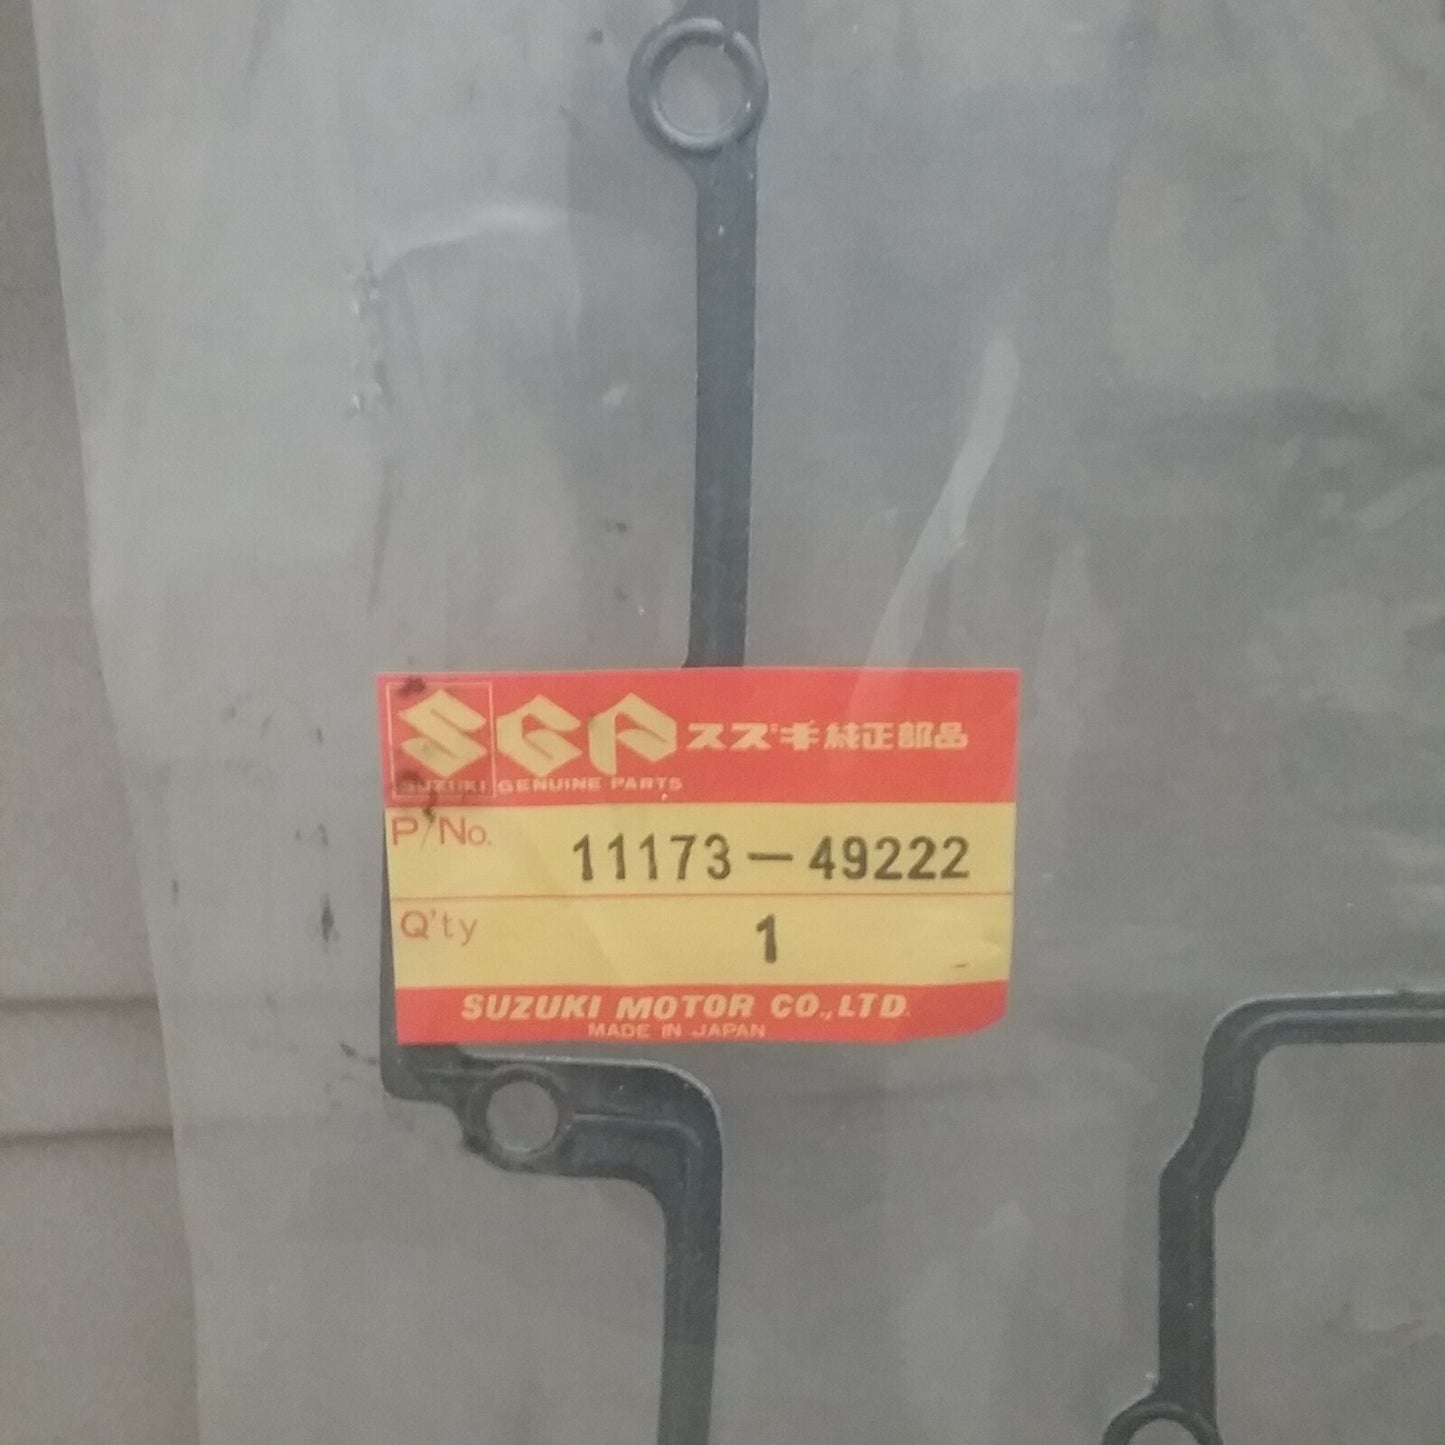 SGP スズキ純正部品
SUZUKI GENUINE PARTS
P/No. 11173-49222
Q'ty 1
SUZUKI MOTOR CO., LTD.
MADE IN JAPAN